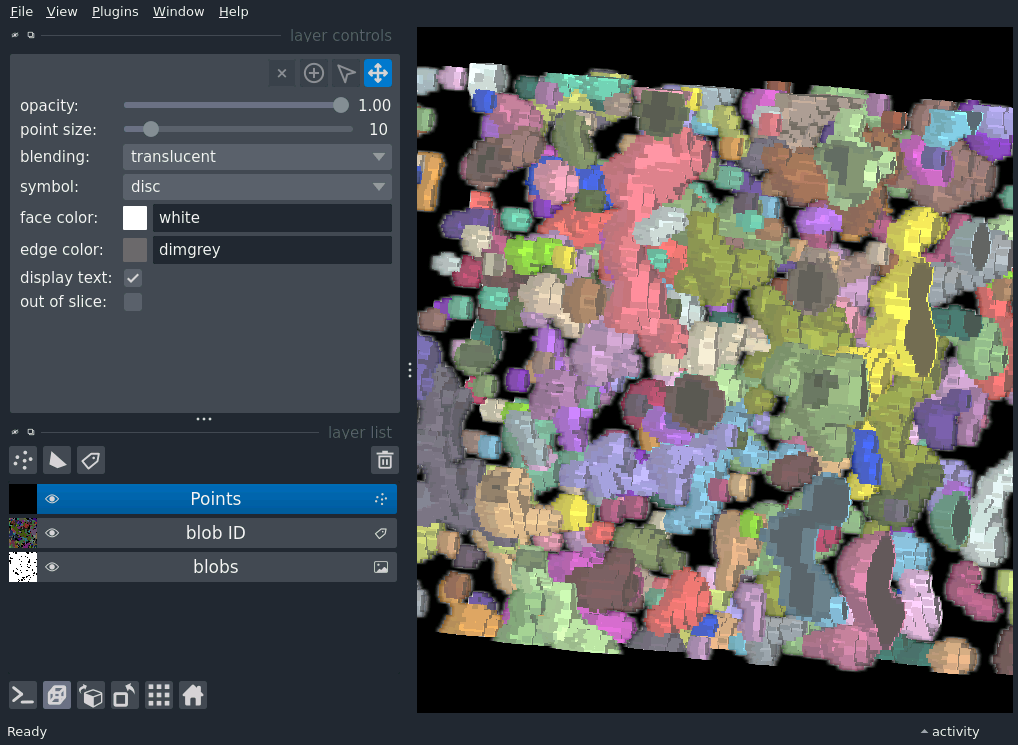 File View Plugins Window Help
layer controls
opacity: 1.00
point size: 10
blending: translucent
symbol: disc
face color: white
edge color: dimgrey
display text:
out of slice:
layer list
Points
blob ID
blobs
Ready
activity